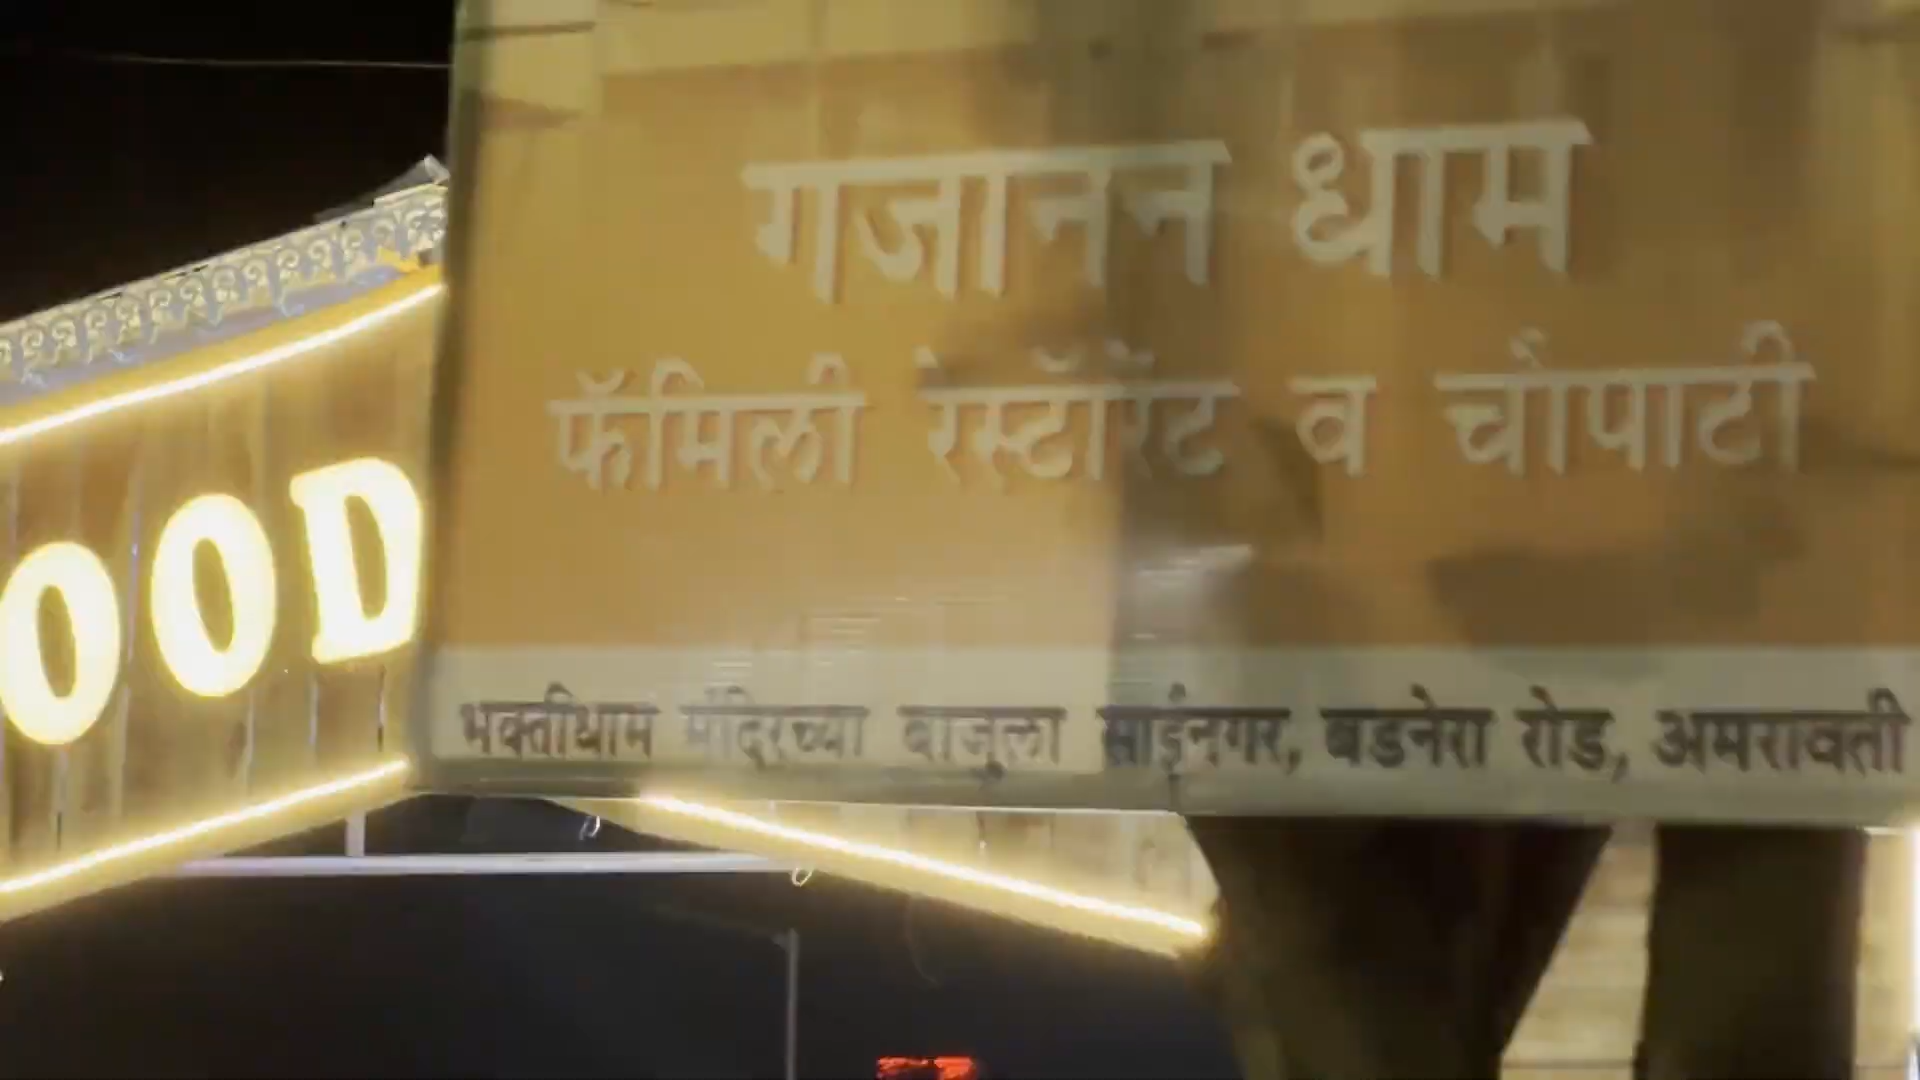 गजानन धाम
फॅमिली रेस्टॉरेंट व चौपाटी
भक्तीधाम मंदिरच्या बाजुला साईनगर, बडनेरा रोड, अमरावती
OOD